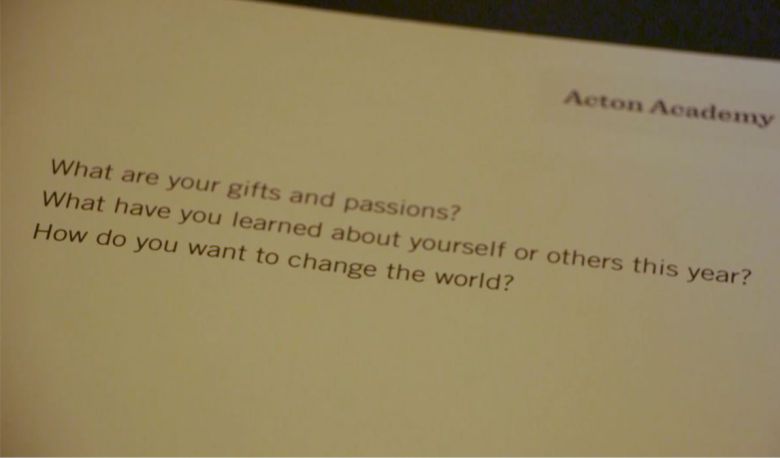 Acton Academy
What are your gifts and passions?
What have you learned about yourself or others this year?
How do you want to change the world?